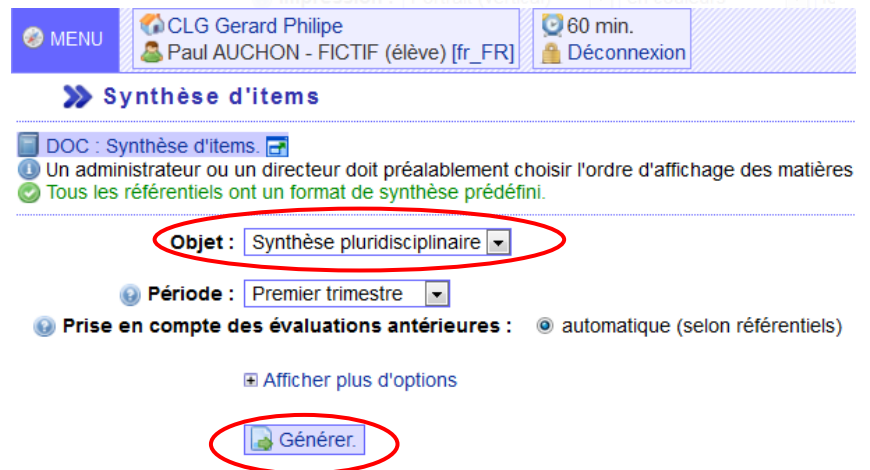 MENU
CLG Gerard Philipe
Paul AUCHON - FICTIF (élève) [fr_FR]
60 min.
Déconnexion
Synthèse d'items
DOC : Synthèse d'items.
Un administrateur ou un directeur doit préalablement choisir l'ordre d'affichage des matières
Tous les référentiels ont un format de synthèse prédéfini.
Objet : Synthèse pluridisciplinaire
Période : Premier trimestre
Prise en compte des évaluations antérieures : automatique (selon référentiels)
Afficher plus d'options
Générer.